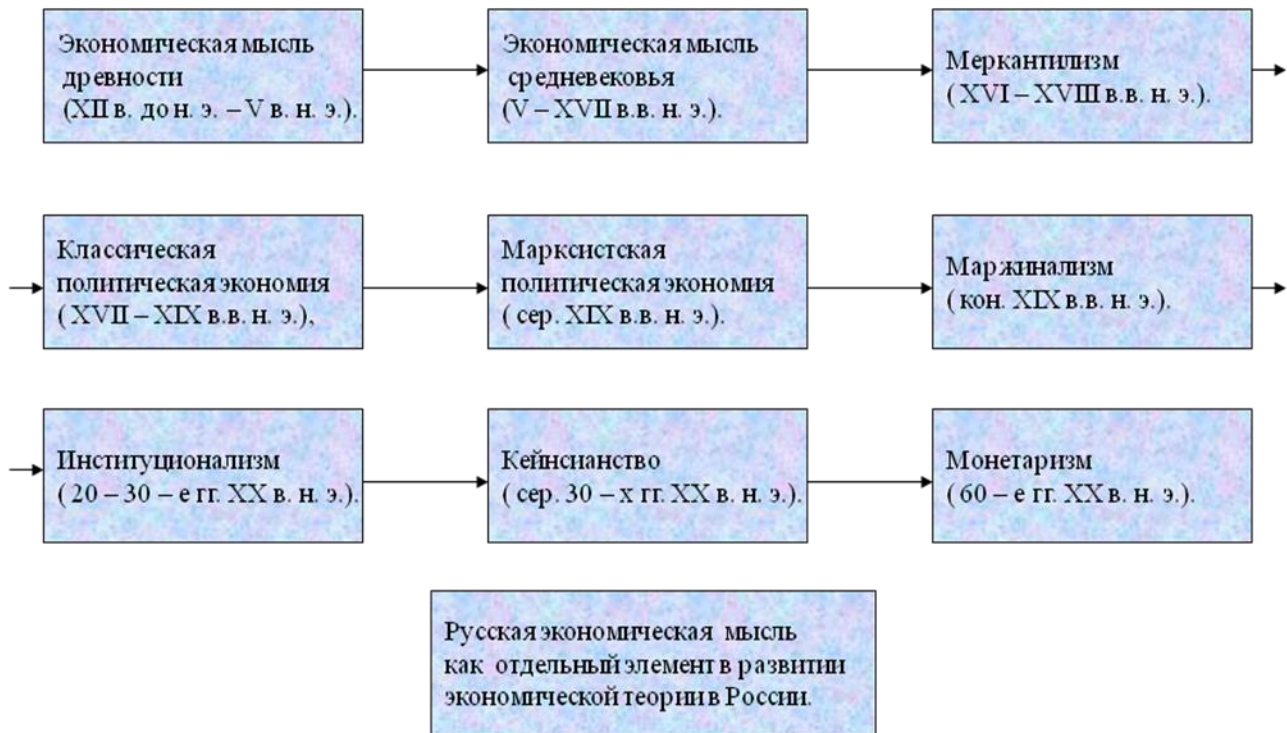 Экономическая мысль
древности
(XII в. до н. э. – V в. н. э.).
Экономическая мысль
средневековья
(V – XVII в.в. н. э.).
Меркантилизм
( XVI – XVIII в.в. н. э.).
Классическая
политическая экономия
( XVII – XIX в.в. н. э.),
Марксистская
политическая экономия
( сер. XIX в.в. н. э.).
Маржинализм
( кон. XIX в.в. н. э.).
Институционализм
( 20 – 30 – е гг. XX в. н. э.).
Кейнсианство
( сер. 30 – х гг. XX в. н. э.).
Монетаризм
( 60 – е гг. XX в. н. э.).
Русская экономическая мысль
как отдельный элемент в развитии
экономической теории в России.